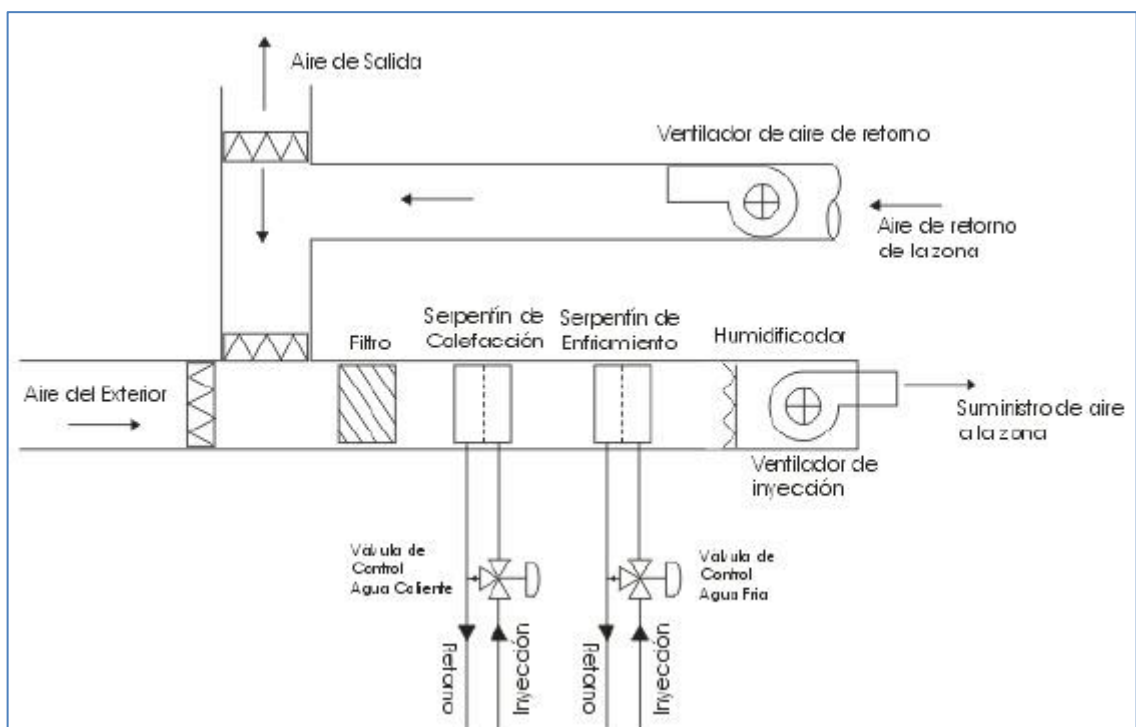 Aire de Salida
Ventilador de aire de retorno
Aire de retorno
de la zona
Serpentín de
Calefacción
Serpentín de
Enfriamiento
Filtro
Humidificador
Aire del Exterior
Suministro de aire
a la zona
Ventilador de
inyección
Válvula de
Control
Agua Caliente
Valvula de
Control
Agua Fria
Retorno
Inyección
Retorno
Inyección